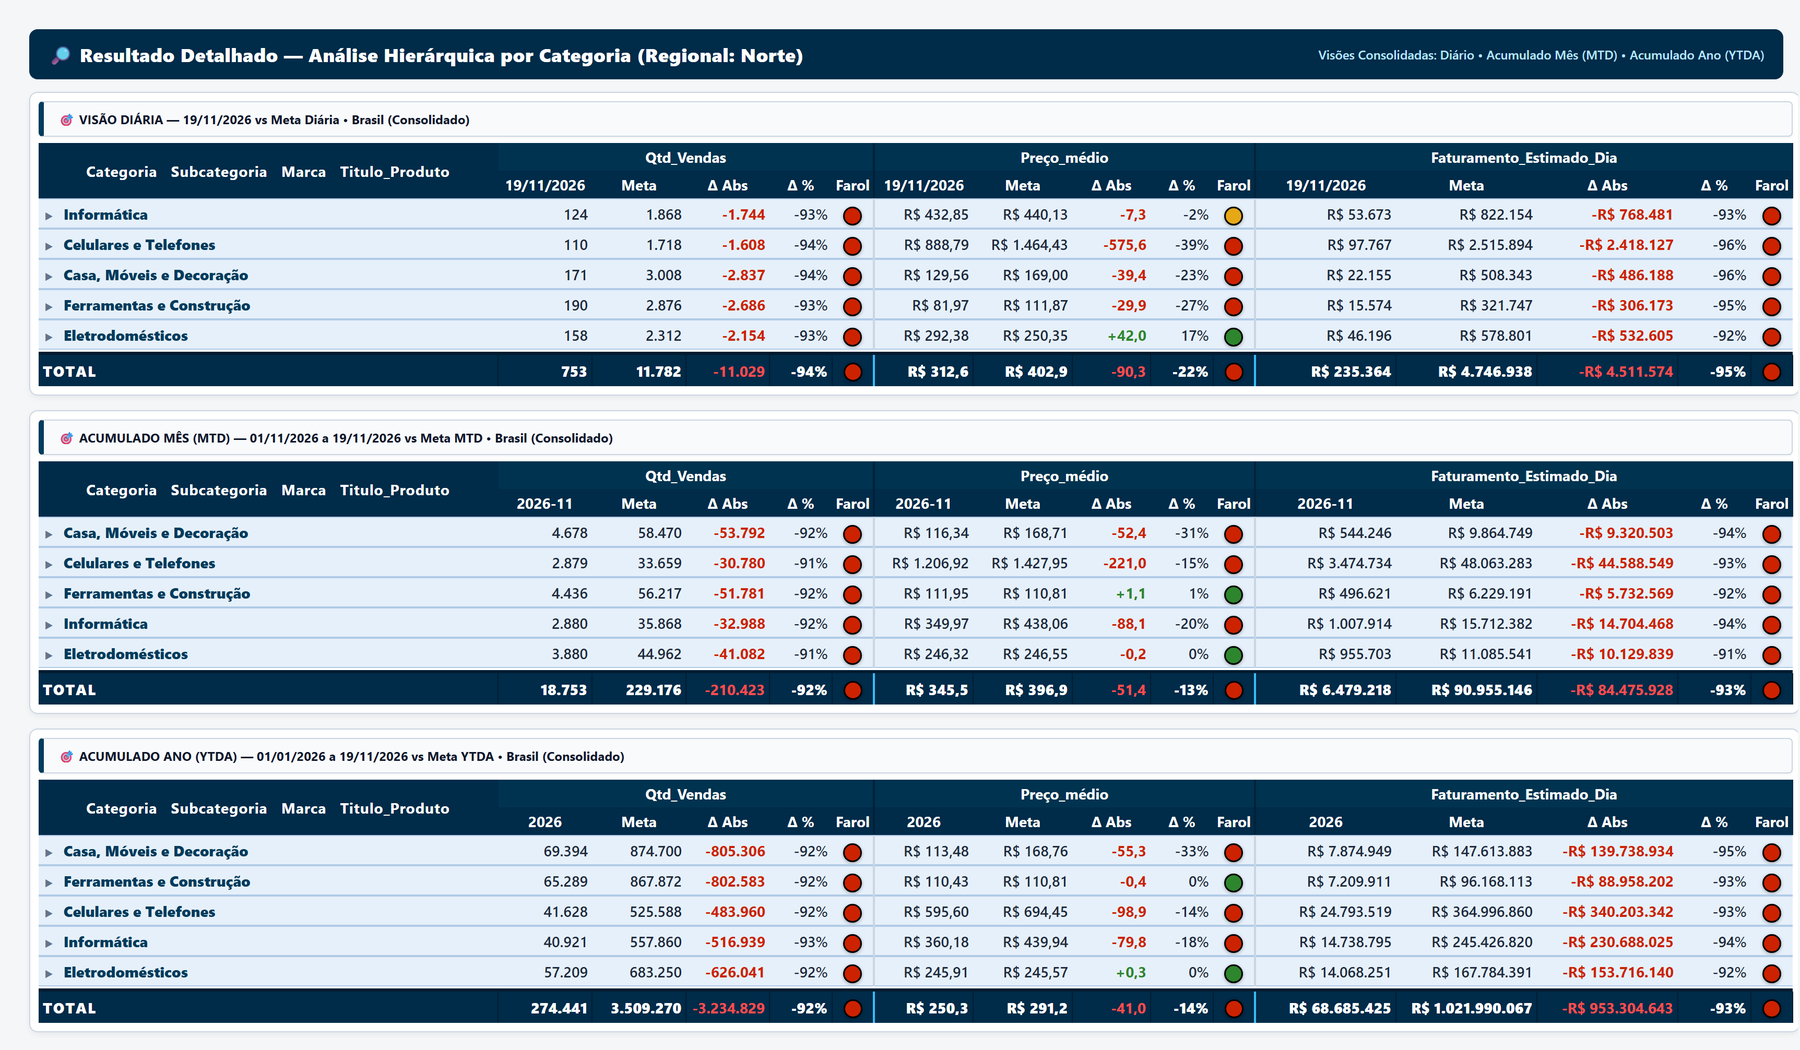 Resultado Detalhado — Análise Hierárquica por Categoria (Regional: Norte) Visões Consolidadas: Diário • Acumulado Mês (MTD) • Acumulado Ano (YTDA)
VISÃO DIÁRIA — 19/11/2026 vs Meta Diária • Brasil (Consolidado)
Categoria Subcategoria Marca Titulo_Produto Qtd_Vendas Preço_médio Faturamento_Estimado_Dia
19/11/2026 Meta Δ Abs Δ % Farol 19/11/2026 Meta Δ Abs Δ % Farol 19/11/2026 Meta Δ Abs Δ % Farol
▸ Informática 124 1.868 -1.744 -93% R$ 432,85 R$ 440,13 -7,3 -2% R$ 53.673 R$ 822.154 -R$ 768.481 -93%
▸ Celulares e Telefones 110 1.718 -1.608 -94% R$ 888,79 R$ 1.464,43 -575,6 -39% R$ 97.767 R$ 2.515.894 -R$ 2.418.127 -96%
▸ Casa, Móveis e Decoração 171 3.008 -2.837 -94% R$ 129,56 R$ 169,00 -39,4 -23% R$ 22.155 R$ 508.343 -R$ 486.188 -96%
▸ Ferramentas e Construção 190 2.876 -2.686 -93% R$ 81,97 R$ 111,87 -29,9 -27% R$ 15.574 R$ 321.747 -R$ 306.173 -95%
▸ Eletrodomésticos 158 2.312 -2.154 -93% R$ 292,38 R$ 250,35 +42,0 17% R$ 46.196 R$ 578.801 -R$ 532.605 -92%
TOTAL 753 11.782 -11.029 -94% R$ 312,6 R$ 402,9 -90,3 -22% R$ 235.364 R$ 4.746.938 -R$ 4.511.574 -95%
ACUMULADO MÊS (MTD) — 01/11/2026 a 19/11/2026 vs Meta MTD • Brasil (Consolidado)
Categoria Subcategoria Marca Titulo_Produto Qtd_Vendas Preço_médio Faturamento_Estimado_Dia
2026-11 Meta Δ Abs Δ % Farol 2026-11 Meta Δ Abs Δ % Farol 2026-11 Meta Δ Abs Δ % Farol
▸ Casa, Móveis e Decoração 4.678 58.470 -53.792 -92% R$ 116,34 R$ 168,71 -52,4 -31% R$ 544.246 R$ 9.864.749 -R$ 9.320.503 -94%
▸ Celulares e Telefones 2.879 33.659 -30.780 -91% R$ 1.206,92 R$ 1.427,95 -221,0 -15% R$ 3.474.734 R$ 48.063.283 -R$ 44.588.549 -93%
▸ Ferramentas e Construção 4.436 56.217 -51.781 -92% R$ 111,95 R$ 110,81 +1,1 1% R$ 496.621 R$ 6.229.191 -R$ 5.732.569 -92%
▸ Informática 2.880 35.868 -32.988 -92% R$ 349,97 R$ 438,06 -88,1 -20% R$ 1.007.914 R$ 15.712.382 -R$ 14.704.468 -94%
▸ Eletrodomésticos 3.880 44.962 -41.082 -91% R$ 246,32 R$ 246,55 -0,2 0% R$ 955.703 R$ 11.085.541 -R$ 10.129.839 -91%
TOTAL 18.753 229.176 -210.423 -92% R$ 345,5 R$ 396,9 -51,4 -13% R$ 6.479.218 R$ 90.955.146 -R$ 84.475.928 -93%
ACUMULADO ANO (YTDA) — 01/01/2026 a 19/11/2026 vs Meta YTDA • Brasil (Consolidado)
Categoria Subcategoria Marca Titulo_Produto Qtd_Vendas Preço_médio Faturamento_Estimado_Dia
2026 Meta Δ Abs Δ % Farol 2026 Meta Δ Abs Δ % Farol 2026 Meta Δ Abs Δ % Farol
▸ Casa, Móveis e Decoração 69.394 874.700 -805.306 -92% R$ 113,48 R$ 168,76 -55,3 -33% R$ 7.874.949 R$ 147.613.883 -R$ 139.738.934 -95%
▸ Ferramentas e Construção 65.289 867.872 -802.583 -92% R$ 110,43 R$ 110,81 -0,4 0% R$ 7.209.911 R$ 96.168.113 -R$ 88.958.202 -93%
▸ Celulares e Telefones 41.628 525.588 -483.960 -92% R$ 595,60 R$ 694,45 -98,9 -14% R$ 24.793.519 R$ 364.996.860 -R$ 340.203.342 -93%
▸ Informática 40.921 557.860 -516.939 -93% R$ 360,18 R$ 439,94 -79,8 -18% R$ 14.738.795 R$ 245.426.820 -R$ 230.688.025 -94%
▸ Eletrodomésticos 57.209 683.250 -626.041 -92% R$ 245,91 R$ 245,57 +0,3 0% R$ 14.068.251 R$ 167.784.391 -R$ 153.716.140 -92%
TOTAL 274.441 3.509.270 -3.234.829 -92% R$ 250,3 R$ 291,2 -41,0 -14% R$ 68.685.425 R$ 1.021.990.067 -R$ 953.304.643 -93%